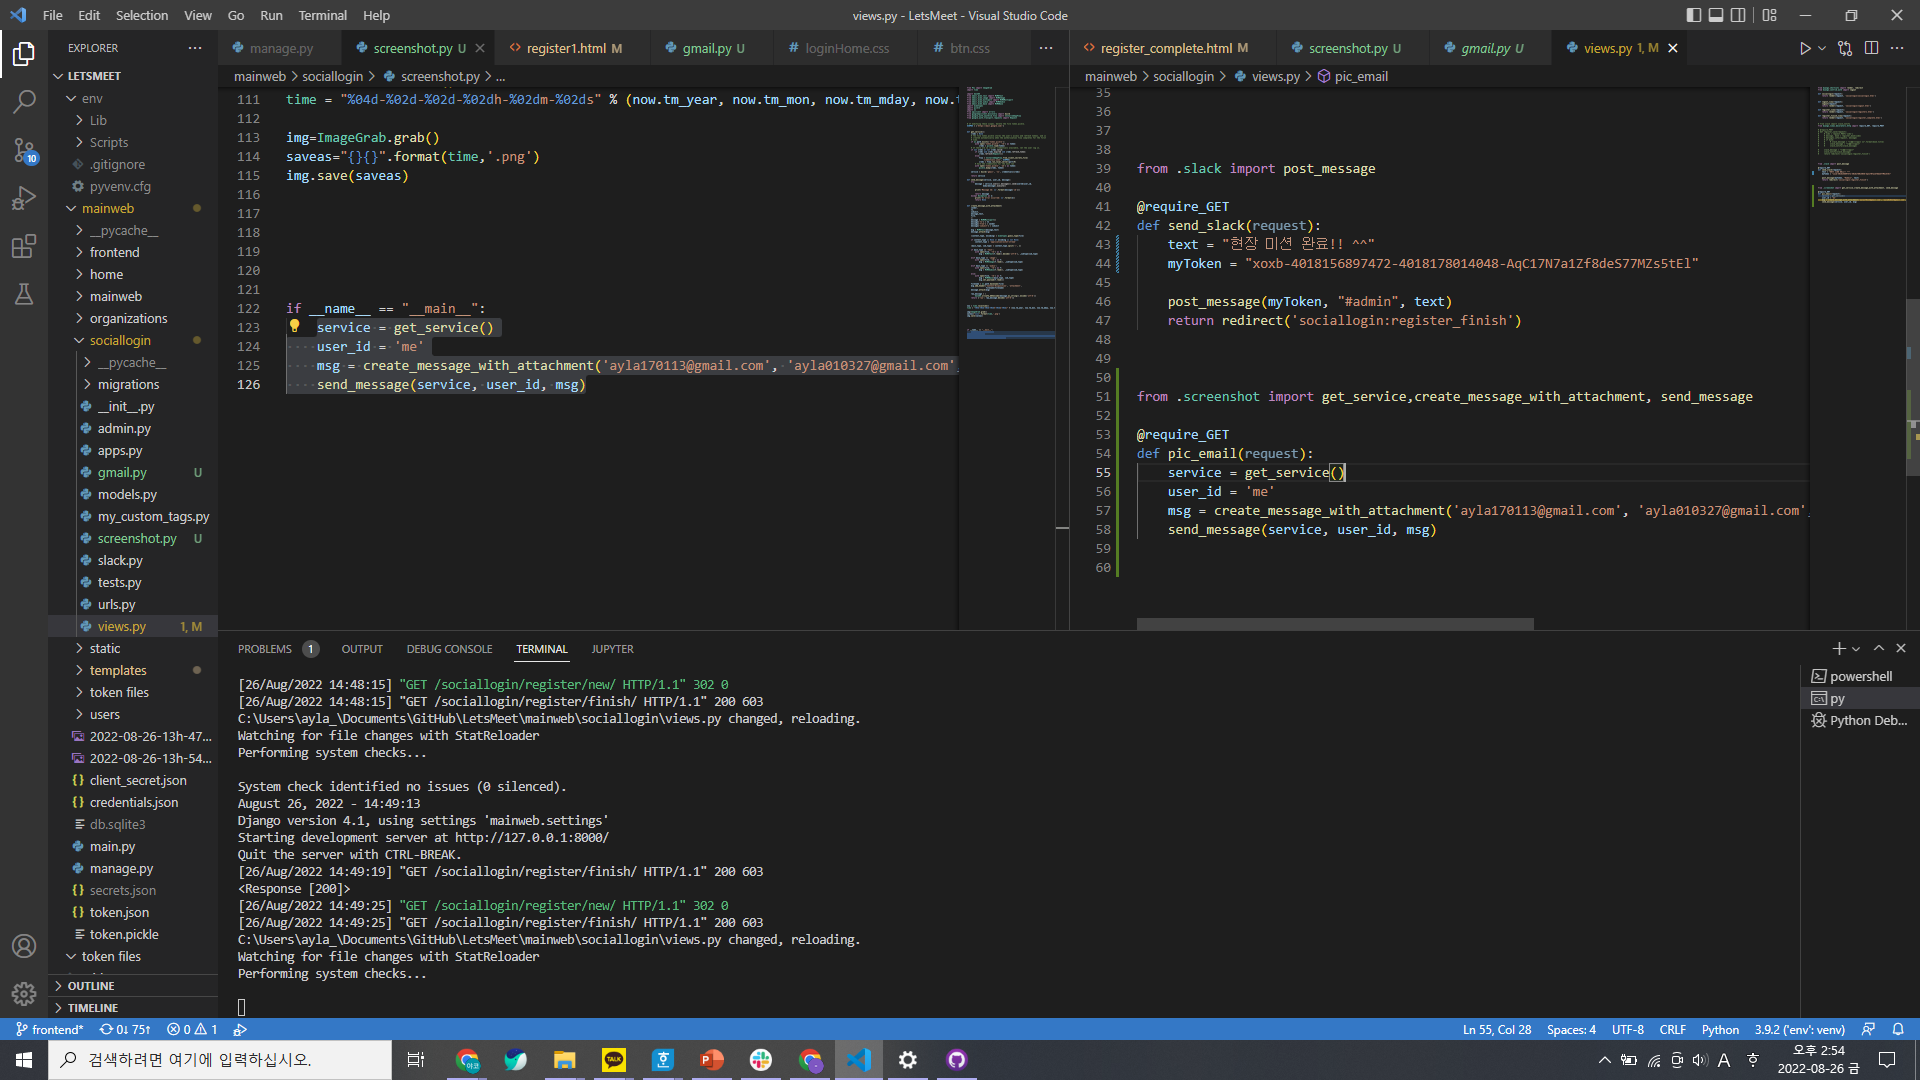 File Edit Selection View Go Run Terminal Help
views.py - LetsMeet - Visual Studio Code
EXPLORER
LETSMEET
env
Lib
Scripts
.gitignore
pyvenv.cfg
mainweb
__pycache__
frontend
home
mainweb
organizations
sociallogin
__pycache__
migrations
__init__.py
admin.py
apps.py
gmail.py U
models.py
my_custom_tags.py
screenshot.py U
slack.py
tests.py
urls.py
views.py 1, M
static
templates
token files
users
2022-08-26-13h-47...
2022-08-26-13h-54...
client_secret.json
credentials.json
db.sqlite3
main.py
manage.py
secrets.json
token.json
token.pickle
token files
OUTLINE
TIMELINE
manage.py screenshot.py U register1.html M gmail.py U loginHome.css btn.css
mainweb > sociallogin > screenshot.py > ...
111 time = "%04d-%02d-%02d-%02dh-%02dm-%02ds" % (now.tm_year, now.tm_mon, now.tm_mday, now.t
112
113 img=ImageGrab.grab()
114 saveas="{}{}".format(time,'.png')
115 img.save(saveas)
116
117
118
119
120
121
122 if __name__ == "__main__":
123 service = get_service()
124 user_id = 'me'
125 msg = create_message_with_attachment('ayla170113@gmail.com', 'ayla010327@gmail.com'
126 send_message(service, user_id, msg)
register_complete.html M screenshot.py U gmail.py U views.py 1, M
mainweb > sociallogin > views.py > pic_email
35
36
37
38
39 from .slack import post_message
40
41 @require_GET
42 def send_slack(request):
43 text = "현장 미션 완료!! ^^"
44 myToken = "xoxb-4018156897472-4018178014048-AqC17N7a1Zf8deS77MZs5tEl"
45
46 post_message(myToken, "#admin", text)
47 return redirect('sociallogin:register_finish')
48
49
50
51 from .screenshot import get_service,create_message_with_attachment, send_message
52
53 @require_GET
54 def pic_email(request):
55 service = get_service()
56 user_id = 'me'
57 msg = create_message_with_attachment('ayla170113@gmail.com', 'ayla010327@gmail.com'
58 send_message(service, user_id, msg)
59
60
PROBLEMS 1 OUTPUT DEBUG CONSOLE TERMINAL JUPYTER
[26/Aug/2022 14:48:15] "GET /sociallogin/register/new/ HTTP/1.1" 302 0
[26/Aug/2022 14:48:15] "GET /sociallogin/register/finish/ HTTP/1.1" 200 603
C:\Users\ayla_\Documents\GitHub\LetsMeet\mainweb\sociallogin\views.py changed, reloading.
Watching for file changes with StatReloader
Performing system checks...
System check identified no issues (0 silenced).
August 26, 2022 - 14:49:13
Django version 4.1, using settings 'mainweb.settings'
Starting development server at http://127.0.0.1:8000/
Quit the server with CTRL-BREAK.
[26/Aug/2022 14:49:19] "GET /sociallogin/register/finish/ HTTP/1.1" 200 603
<Response [200]>
[26/Aug/2022 14:49:25] "GET /sociallogin/register/new/ HTTP/1.1" 302 0
[26/Aug/2022 14:49:25] "GET /sociallogin/register/finish/ HTTP/1.1" 200 603
C:\Users\ayla_\Documents\GitHub\LetsMeet\mainweb\sociallogin\views.py changed, reloading.
Watching for file changes with StatReloader
Performing system checks...
powershell
py
Python Deb...
frontend* 0↓ 75↑ 0 1
Ln 55, Col 28 Spaces: 4 UTF-8 CRLF Python 3.9.2 ('env': venv)
검색하려면 여기에 입력하십시오.
TALK
A
오후 2:54
2022-08-26 금